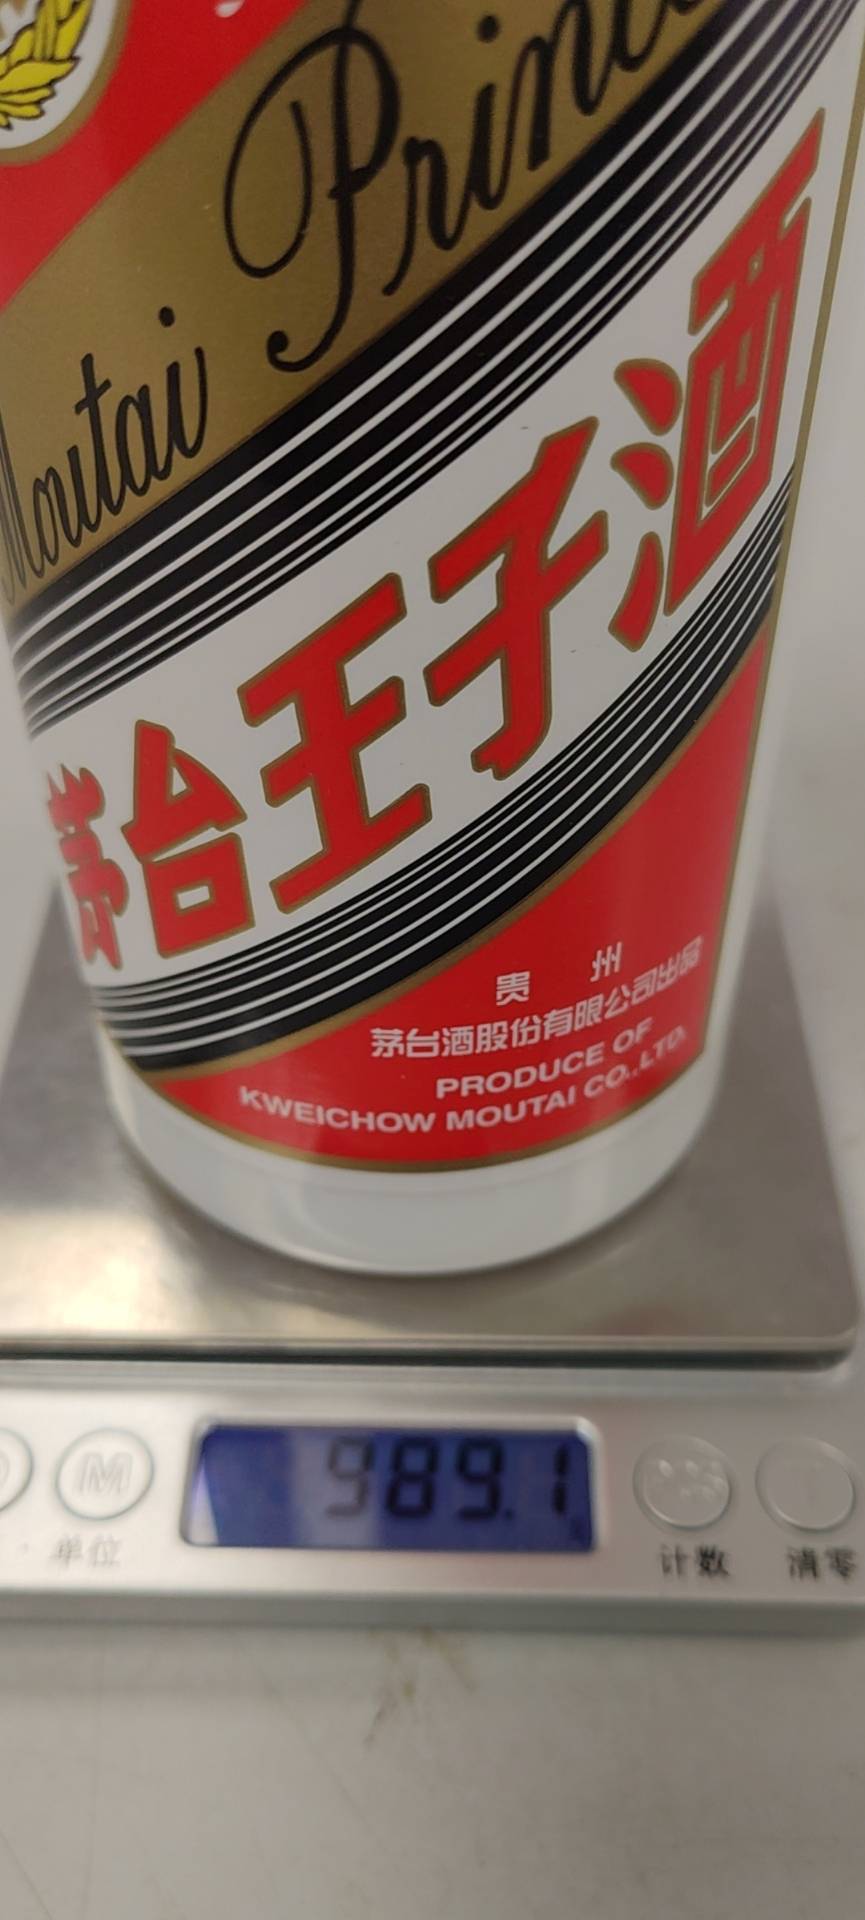 Moutai Prince
茅台王子酒
贵 州
茅台酒股份有限公司出品
PRODUCE OF
KWEICHOW MOUTAI CO.,LTD.
989.1
M
单位
计数
清零